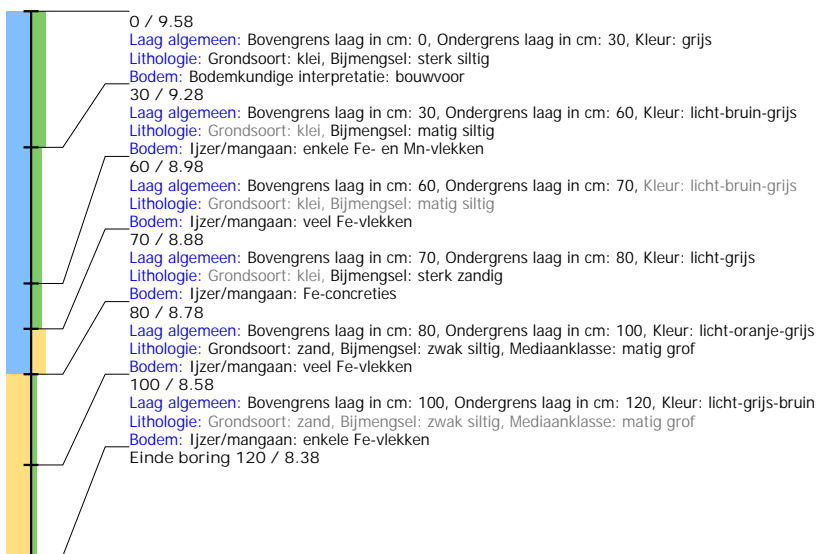 0 / 9.58
Laag algemeen: Bovengrens laag in cm: 0, Ondergrens laag in cm: 30, Kleur: grijs
Lithologie: Grondsoort: klei, Bijmengsel: sterk siltig
Bodem: Bodemkundige interpretatie: bouwvoor
30 / 9.28
Laag algemeen: Bovengrens laag in cm: 30, Ondergrens laag in cm: 60, Kleur: licht-bruin-grijs
Lithologie: Grondsoort: klei, Bijmengsel: matig siltig
Bodem: Ijzer/mangaan: enkele Fe- en Mn-vlekken
60 / 8.98
Laag algemeen: Bovengrens laag in cm: 60, Ondergrens laag in cm: 70, Kleur: licht-bruin-grijs
Lithologie: Grondsoort: klei, Bijmengsel: matig siltig
Bodem: Ijzer/mangaan: veel Fe-vlekken
70 / 8.88
Laag algemeen: Bovengrens laag in cm: 70, Ondergrens laag in cm: 80, Kleur: licht-grijs
Lithologie: Grondsoort: klei, Bijmengsel: sterk zandig
Bodem: Ijzer/mangaan: Fe-concreties
80 / 8.78
Laag algemeen: Bovengrens laag in cm: 80, Ondergrens laag in cm: 100, Kleur: licht-oranje-grijs
Lithologie: Grondsoort: zand, Bijmengsel: zwak siltig, Mediaanklasse: matig grof
Bodem: Ijzer/mangaan: veel Fe-vlekken
100 / 8.58
Laag algemeen: Bovengrens laag in cm: 100, Ondergrens laag in cm: 120, Kleur: licht-grijs-bruin
Lithologie: Grondsoort: zand, Bijmengsel: zwak siltig, Mediaanklasse: matig grof
Bodem: Ijzer/mangaan: enkele Fe-vlekken
Einde boring 120 / 8.38